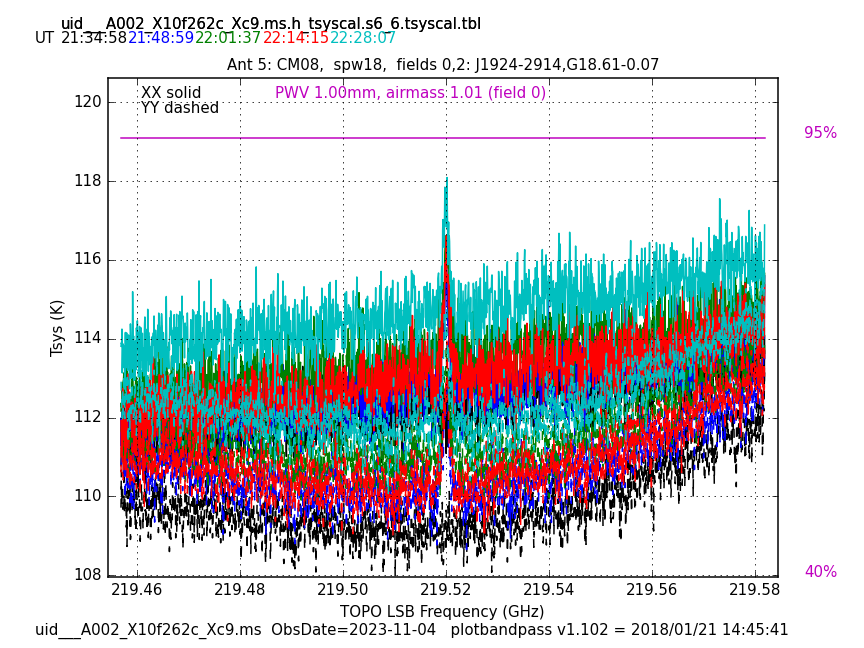 uid___A002_X10f262c_Xc9.ms.h_tsyscal.s6_6.tsyscal.tbl
UT 21:34:58 21:48:59 22:01:37 22:14:15 22:28:07
Ant 5: CM08,  spw18,  fields 0,2: J1924-2914,G18.61-0.07
XX solid PWV 1.00mm, airmass 1.01 (field 0)
YY dashed
120
95%
118
116
Tsys (K)
114
112
110
108
40%
219.46 219.48 219.50 219.52 219.54 219.56 219.58
TOPO LSB Frequency (GHz)
uid___A002_X10f262c_Xc9.ms  ObsDate=2023-11-04   plotbandpass v1.102 = 2018/01/21 14:45:41